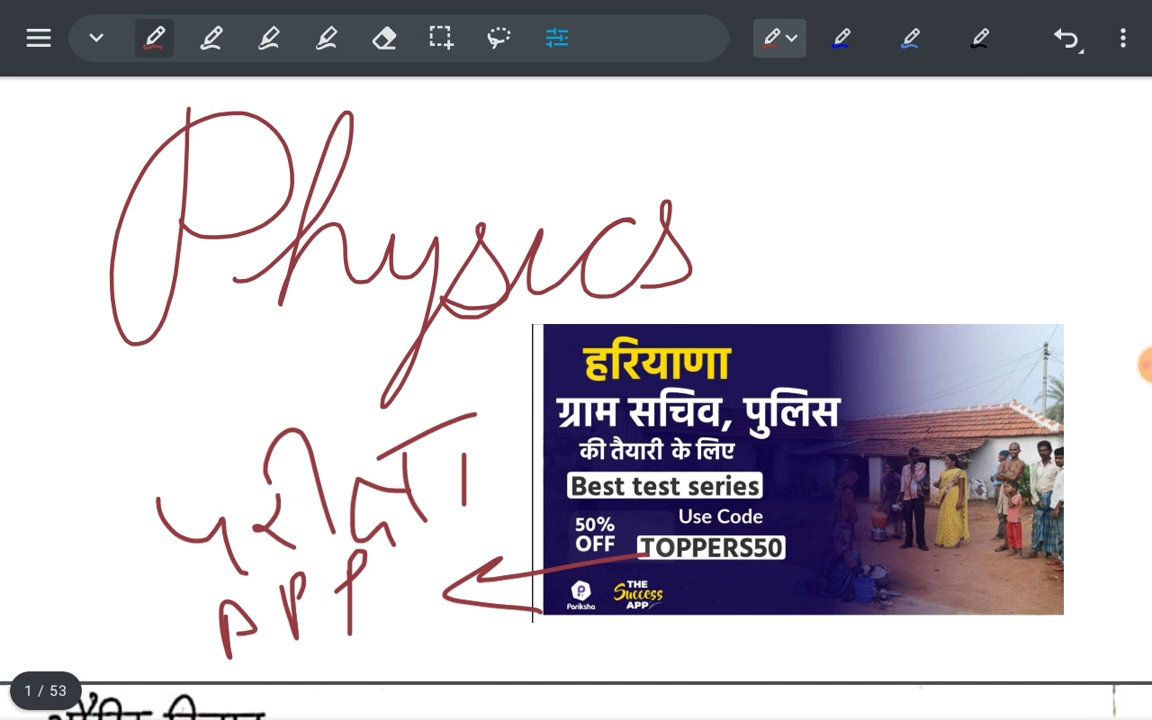 Physics
हरियाणा
ग्राम सचिव, पुलिस
की तैयारी के लिए
Best test series
Use Code
50%
OFF
TOPPERS50
Pariksha
THE
Success
APP
परीक्षा
APP
1 / 53
भौतिक विज्ञान